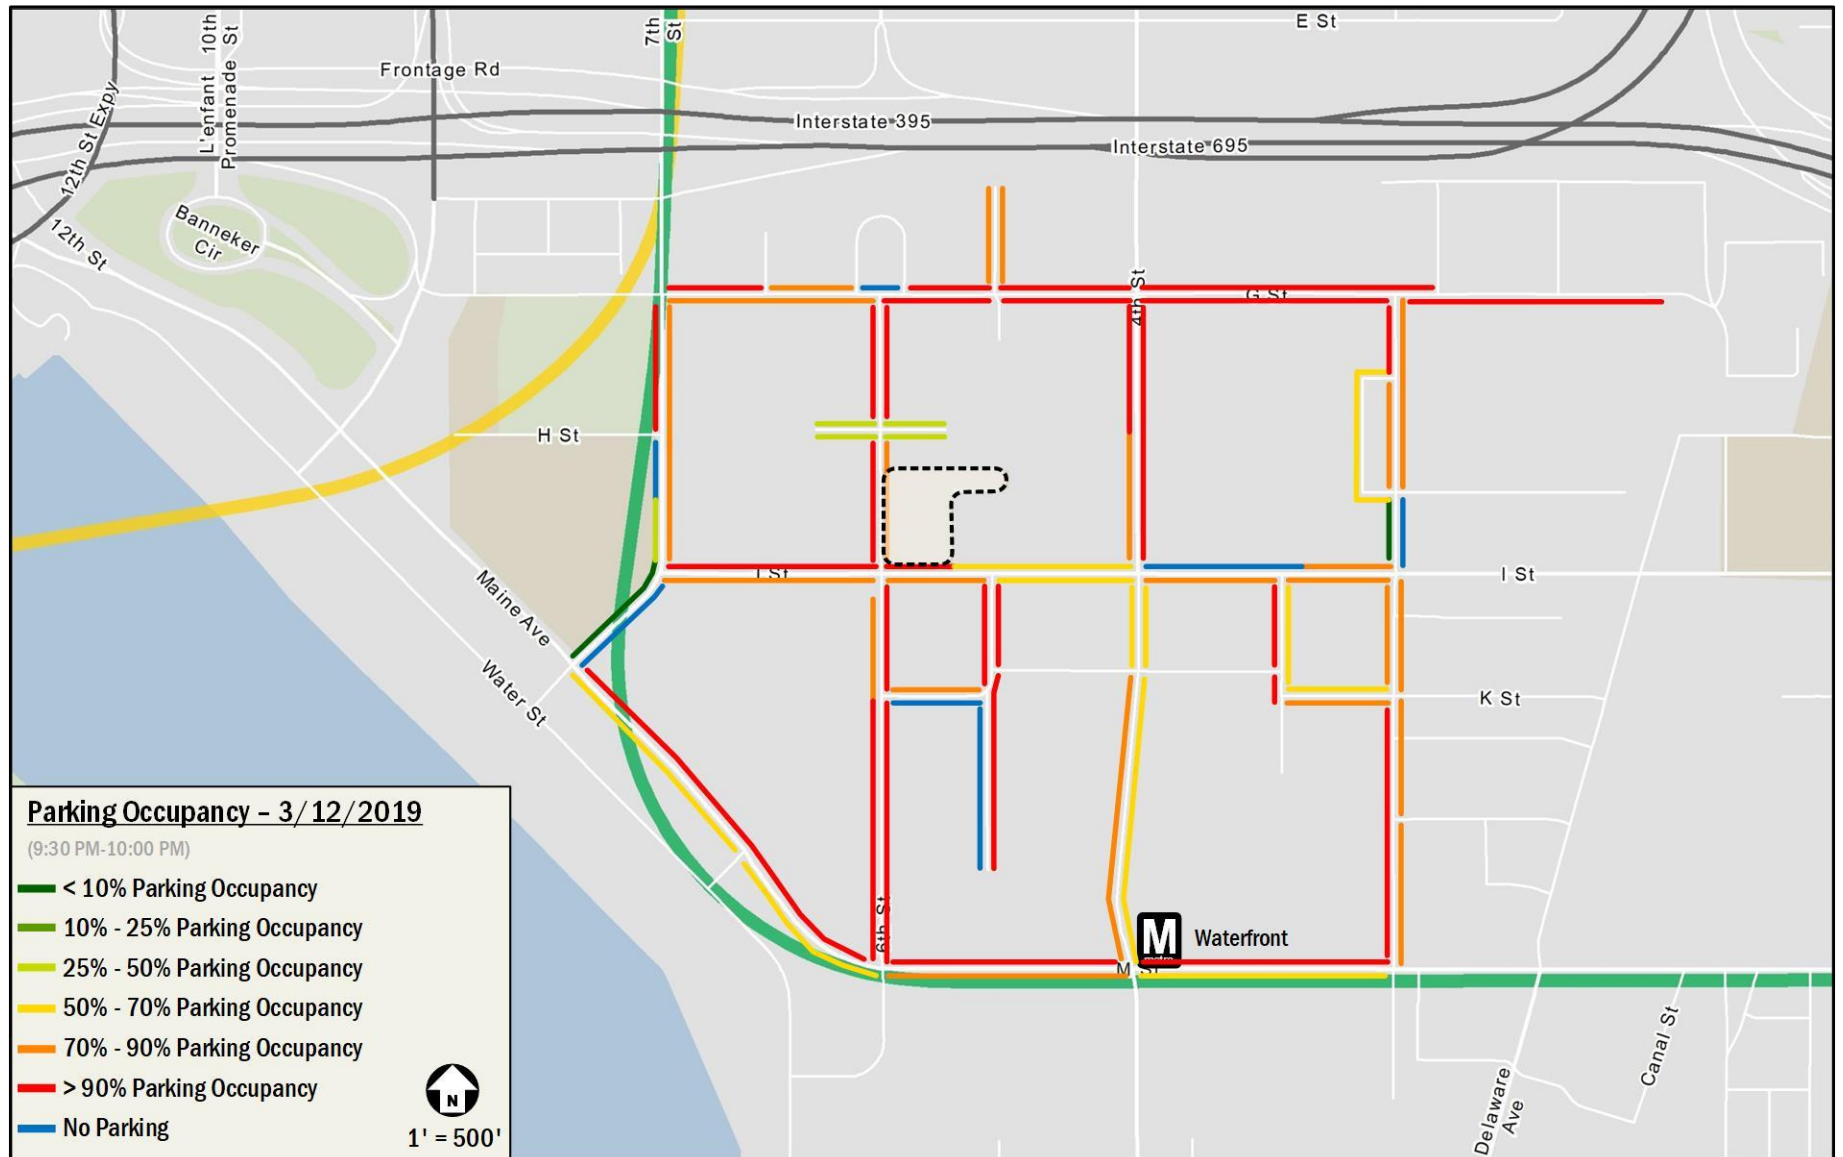 E St
7th
St
L'enfant 10th
Promenade St
Frontage Rd
12th St Expy
Interstate 395
Interstate 695
Banneker
Cir
12th St
4th St
G St
H St
I St
I St
Maine Ave
Water St
K St
6th St
M
metro
Waterfront
M St
Canal St
Delaware
Ave
Parking Occupancy – 3/12/2019
(9:30 PM-10:00 PM)
< 10% Parking Occupancy
10% - 25% Parking Occupancy
25% - 50% Parking Occupancy
50% - 70% Parking Occupancy
70% - 90% Parking Occupancy
> 90% Parking Occupancy
No Parking
N
1' = 500'